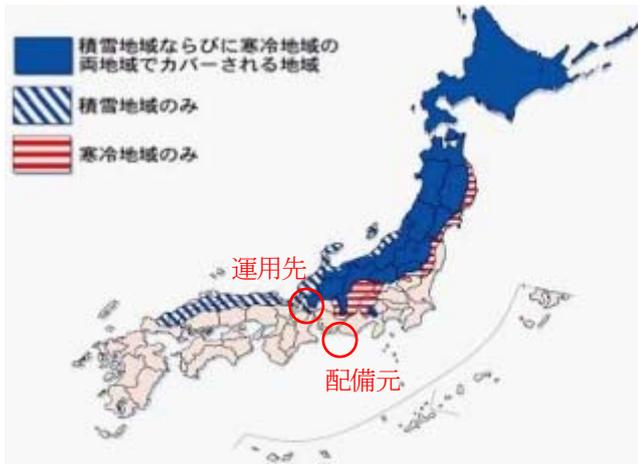 積雪地域ならびに寒冷地域の
両地域でカバーされる地域
積雪地域のみ
寒冷地域のみ
運用先
配備元